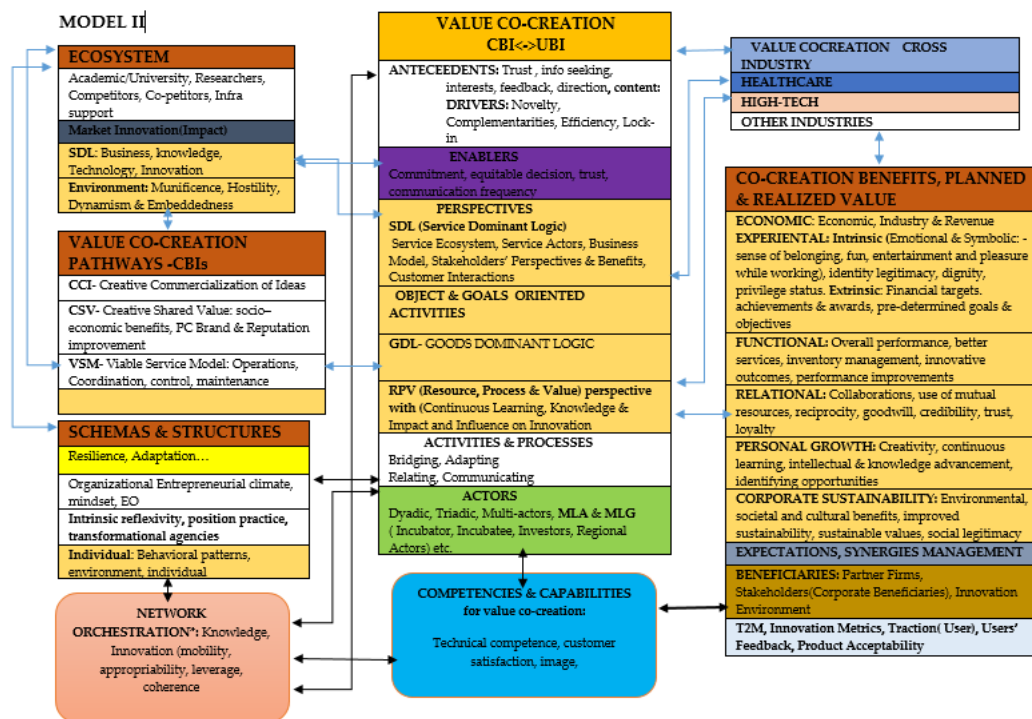 MODEL II
ECOSYSTEM
Academic/University, Researchers,
Competitors, Co-petitors, Infra
support
Market Innovation(Impact)
SDL: Business, knowledge,
Technology, Innovation
Environment: Munificence, Hostility,
Dynamism & Embeddedness
VALUE CO-CREATION
PATHWAYS -CBIs
CCI- Creative Commercialization of Ideas
CSV- Creative Shared Value: socio–
economic benefits, PC Brand & Reputation
improvement
VSM- Viable Service Model: Operations,
Coordination, control, maintenance
SCHEMAS & STRUCTURES
Resilience, Adaptation...
Organizational Entrepreneurial climate,
mindset, EO
Intrinsic reflexivity, position practice,
transformational agencies
Individual: Behavioral patterns,
environment, individual
NETWORK
ORCHESTRATION*: Knowledge,
Innovation (mobility,
appropriability, leverage,
coherence
VALUE CO-CREATION
CBI<->UBI
ANTECEEDENTS: Trust , info seeking,
interests, feedback, direction, content:
DRIVERS: Novelty,
Complementarities, Efficiency, Lock-
in
ENABLERS
Commitment, equitable decision, trust,
communication frequency
PERSPECTIVES
SDL (Service Dominant Logic)
Service Ecosystem, Service Actors, Business
Model, Stakeholders' Perspectives & Benefits,
Customer Interactions
OBJECT & GOALS ORIENTED
ACTIVITIES
GDL- GOODS DOMINANT LOGIC
RPV (Resource, Process & Value) perspective
with (Continuous Learning, Knowledge &
Impact and Influence on Innovation
ACTIVITIES & PROCESSES
Bridging, Adapting
Relating, Communicating
ACTORS
Dyadic, Triadic, Multi-actors, MLA & MLG
( Incubator, Incubatee, Investors, Regional
Actors) etc.
COMPETENCIES & CAPABILITIES
for value co-creation:
Technical competence, customer
satisfaction, image,
VALUE COCREATION CROSS
INDUSTRY
HEALTHCARE
HIGH-TECH
OTHER INDUSTRIES
CO-CREATION BENEFITS, PLANNED
& REALIZED VALUE
ECONOMIC: Economic, Industry & Revenue
EXPERIENTAL: Intrinsic (Emotional & Symbolic: -
sense of belonging, fun, entertainment and pleasure
while working), identity legitimacy, dignity,
privilege status. Extrinsic: Financial targets.
achievements & awards, pre-determined goals &
objectives
FUNCTIONAL: Overall performance, better
services, inventory management, innovative
outcomes, performance improvements
RELATIONAL: Collaborations, use of mutual
resources, reciprocity, goodwill, credibility, trust,
loyalty
PERSONAL GROWTH: Creativity, continuous
learning, intellectual & knowledge advancement,
identifying opportunities
CORPORATE SUSTAINABILITY: Environmental,
societal and cultural benefits, improved
sustainability, sustainable values, social legitimacy
EXPECTATIONS, SYNERGIES MANAGEMENT
BENEFICIARIES: Partner Firms,
Stakeholders(Corporate Beneficiaries), Innovation
Environment
T2M, Innovation Metrics, Traction( User), Users'
Feedback, Product Acceptability